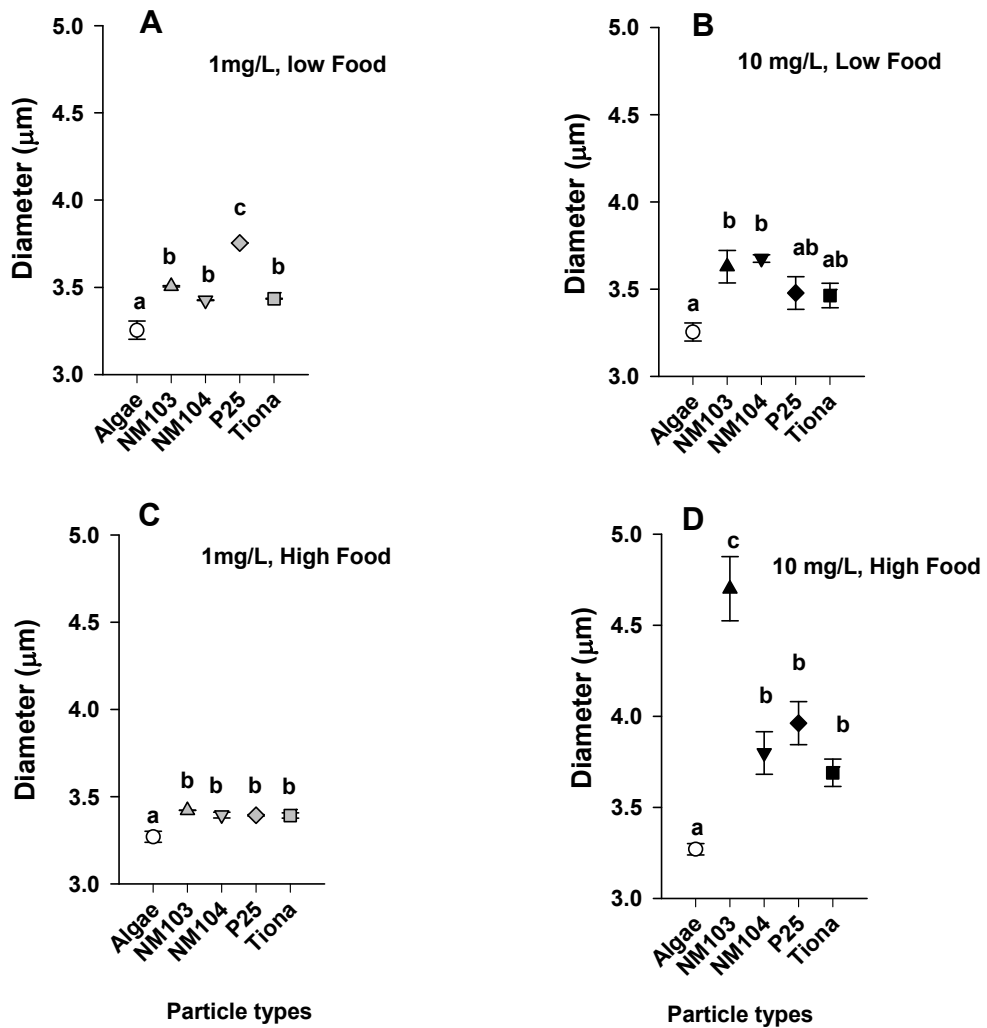 A
1mg/L, low Food
Diameter (μm)
5.0
4.5
4.0
3.5
3.0
a
b
b
c
b
Algae
NM103
NM104
P25
Tiona
B
10 mg/L, Low Food
Diameter (μm)
5.0
4.5
4.0
3.5
3.0
a
b
b
ab
ab
Algae
NM103
NM104
P25
Tiona
C
1mg/L, High Food
Diameter (μm)
5.0
4.5
4.0
3.5
3.0
a
b
b
b
b
Algae
NM103
NM104
P25
Tiona
Particle types
D
10 mg/L, High Food
Diameter (μm)
5.0
4.5
4.0
3.5
3.0
a
c
b
b
b
Algae
NM103
NM104
P25
Tiona
Particle types